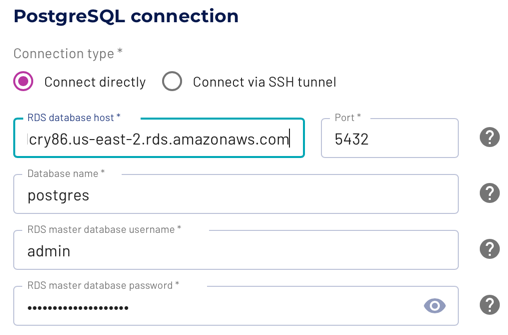 PostgreSQL connection
Connection type *
Connect directly Connect via SSH tunnel
RDS database host * Port *
cry86.us-east-2.rds.amazonaws.com 5432 ?
Database name *
postgres ?
RDS master database username *
admin ?
RDS master database password *
•••••••••••••••••••• ?